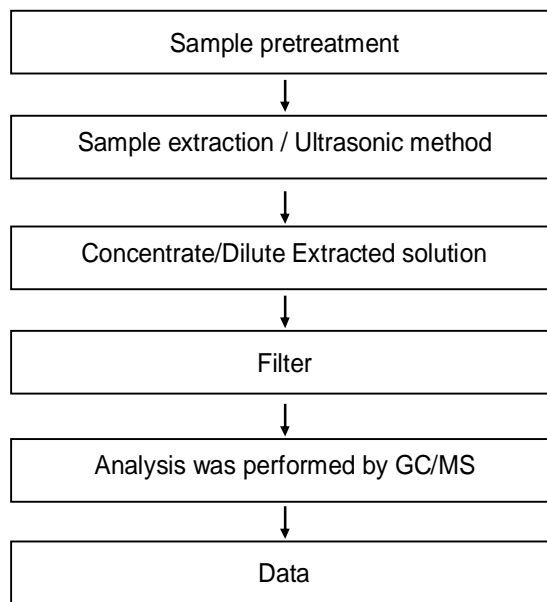 Sample pretreatment
Sample extraction / Ultrasonic method
Concentrate/Dilute Extracted solution
Filter
Analysis was performed by GC/MS
Data